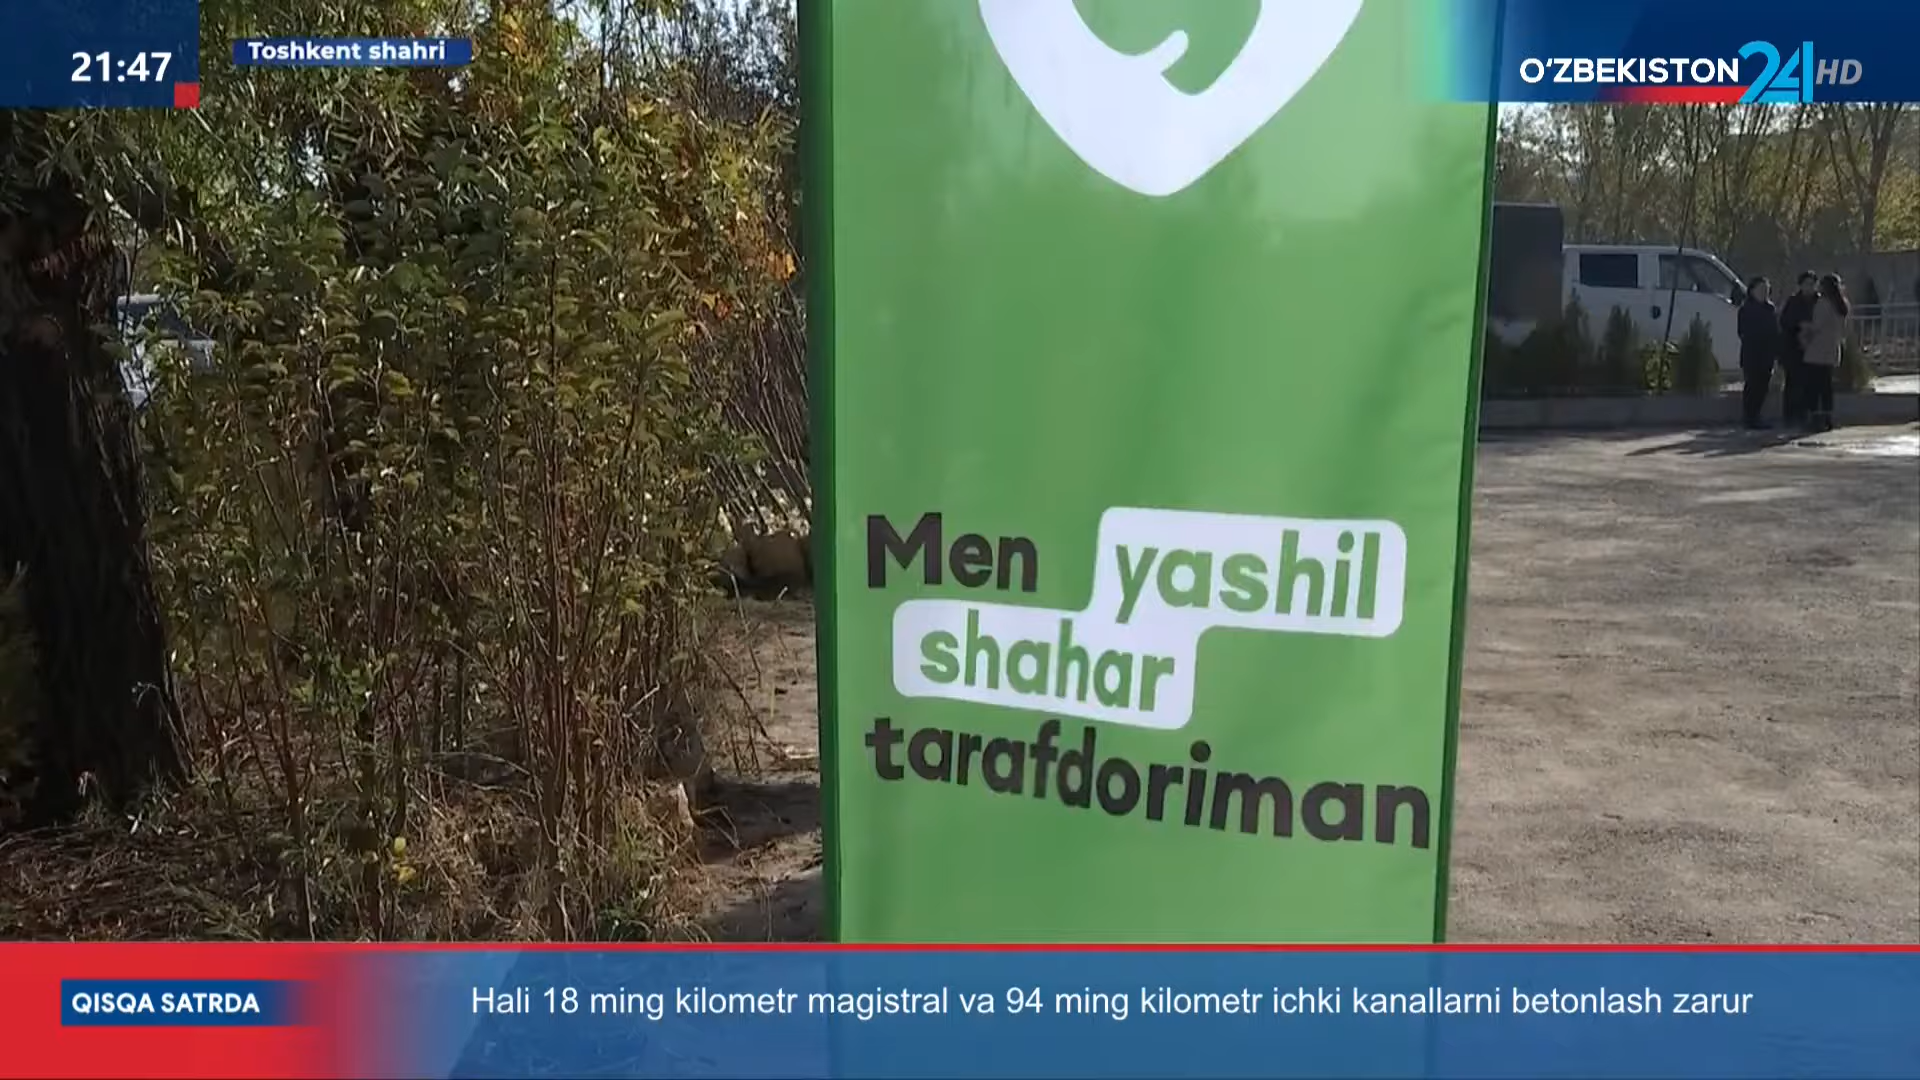 21:47
Toshkent shahri
O‘ZBEKISTON 24 HD
Men yashil
shahar
tarafdoriman
QISQA SATRDA
Hali 18 ming kilometr magistral va 94 ming kilometr ichki kanallarni betonlash zarur